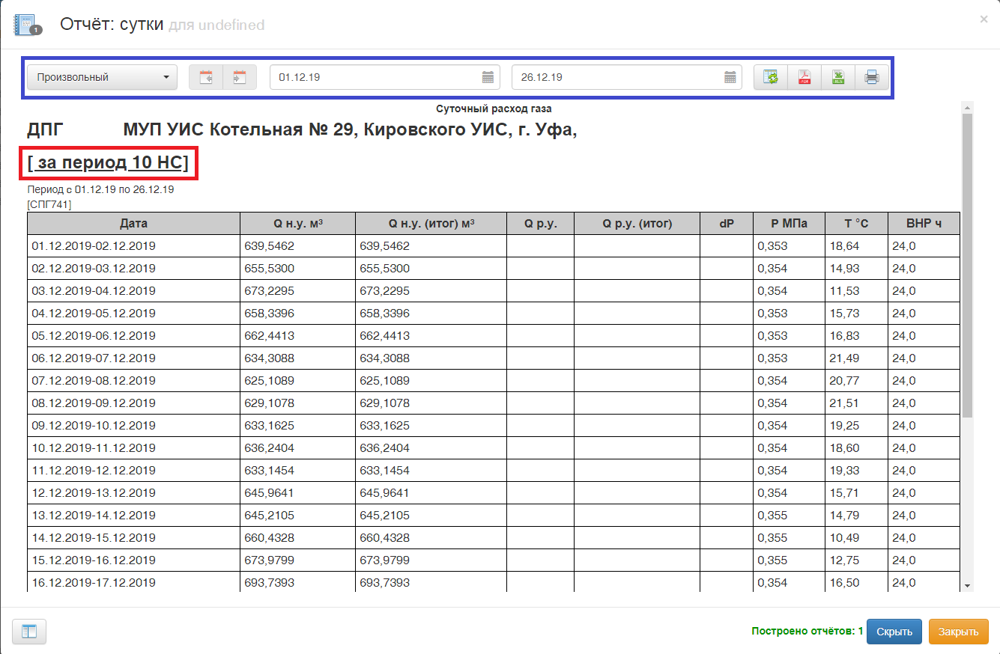 1
Отчёт: сутки для undefined
×
Произвольный 01.12.19 26.12.19 PDF XLS
Суточный расход газа
ДПГ МУП УИС Котельная № 29, Кировского УИС, г. Уфа,
[ за период 10 НС]
Период с 01.12.19 по 26.12.19
[СПГ741]
Дата Q н.у. м³ Q н.у. (итог) м³ Q р.у. Q р.у. (итог) dP P МПа T °C ВНР ч
01.12.2019-02.12.2019 639,5462 639,5462 0,353 18,64 24,0
02.12.2019-03.12.2019 655,5300 655,5300 0,354 14,93 24,0
03.12.2019-04.12.2019 673,2295 673,2295 0,354 11,53 24,0
04.12.2019-05.12.2019 658,3396 658,3396 0,353 15,73 24,0
05.12.2019-06.12.2019 662,4413 662,4413 0,353 16,83 24,0
06.12.2019-07.12.2019 634,3088 634,3088 0,353 21,49 24,0
07.12.2019-08.12.2019 625,1089 625,1089 0,354 20,77 24,0
08.12.2019-09.12.2019 629,1078 629,1078 0,354 21,51 24,0
09.12.2019-10.12.2019 633,1625 633,1625 0,354 19,25 24,0
10.12.2019-11.12.2019 636,2404 636,2404 0,354 18,60 24,0
11.12.2019-12.12.2019 633,1454 633,1454 0,354 19,33 24,0
12.12.2019-13.12.2019 645,9641 645,9641 0,354 15,71 24,0
13.12.2019-14.12.2019 645,2105 645,2105 0,355 14,79 24,0
14.12.2019-15.12.2019 660,4328 660,4328 0,355 10,49 24,0
15.12.2019-16.12.2019 673,9799 673,9799 0,355 12,75 24,0
16.12.2019-17.12.2019 693,7393 693,7393 0,354 16,50 24,0
Построено отчётов: 1 Скрыть Закрыть